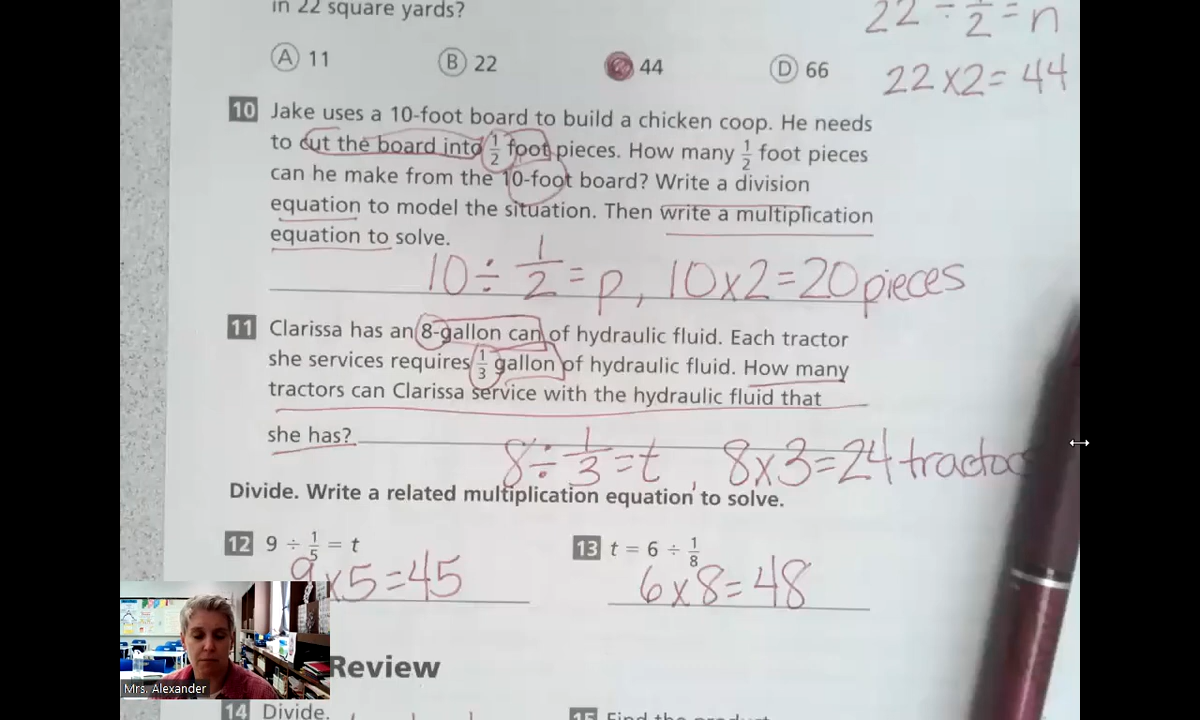 in 22 square yards?
22 ÷ 1/2 = n
A 11 B 22 44 D 66
22 x 2 = 44
10 Jake uses a 10-foot board to build a chicken coop. He needs
to cut the board into 1/2 foot pieces. How many 1/2 foot pieces
can he make from the 10-foot board? Write a division
equation to model the situation. Then write a multiplication
equation to solve.
10 ÷ 1/2 = p, 10 x 2 = 20 pieces
11 Clarissa has an 8-gallon can of hydraulic fluid. Each tractor
she services requires 1/3 gallon of hydraulic fluid. How many
tractors can Clarissa service with the hydraulic fluid that
she has?
8 ÷ 1/3 = t, 8 x 3 = 24 tractor
Divide. Write a related multiplication equation to solve.
12 9 ÷ 1/5 = t 13 t = 6 ÷ 1/8
9 x 5 = 45 6 x 8 = 48
Review
Mrs. Alexander
14 Divide. 15 Find the product